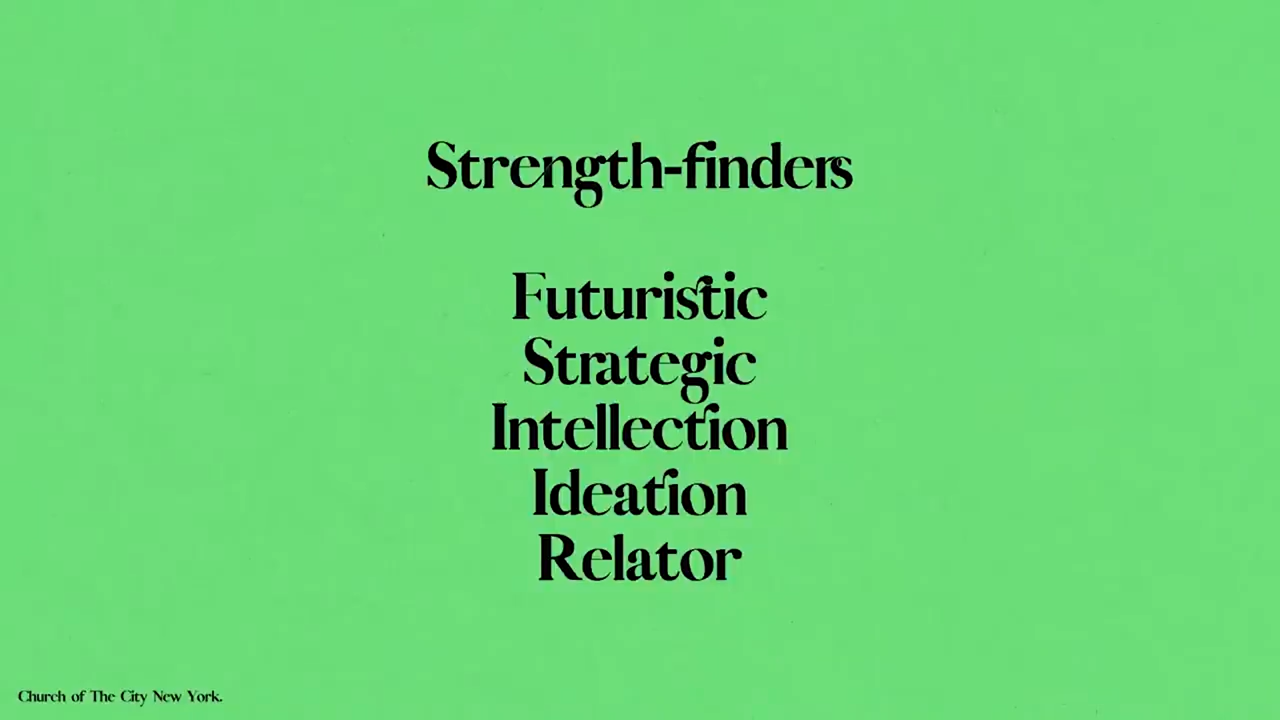 Strength-finders
Futuristic
Strategic
Intellection
Ideation
Relator
Church of The City New York.